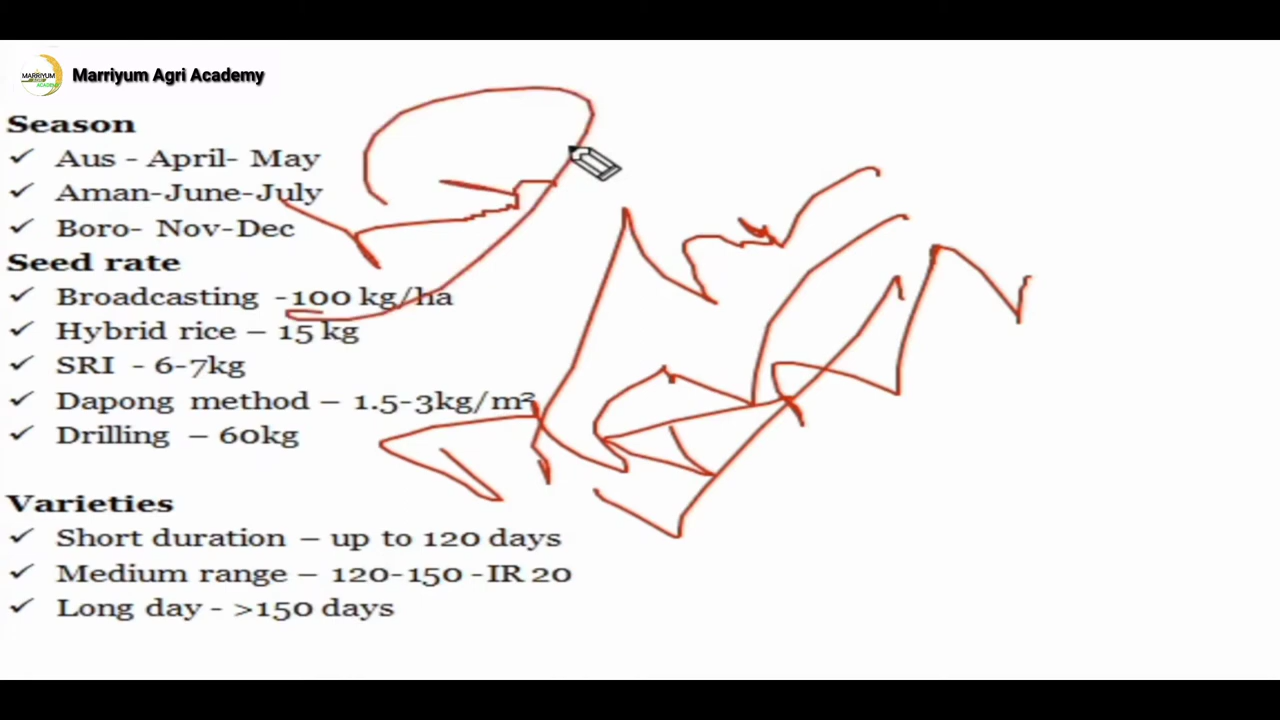 MARRIYUM
ACADEMY
Marriyum Agri Academy
Season
✓ Aus - April- May
✓ Aman-June-July
✓ Boro- Nov-Dec
Seed rate
✓ Broadcasting -100 kg/ha
✓ Hybrid rice – 15 kg
✓ SRI - 6-7kg
✓ Dapong method – 1.5-3kg/m²
✓ Drilling – 60kg
Varieties
✓ Short duration – up to 120 days
✓ Medium range – 120-150 -IR 20
✓ Long day - >150 days